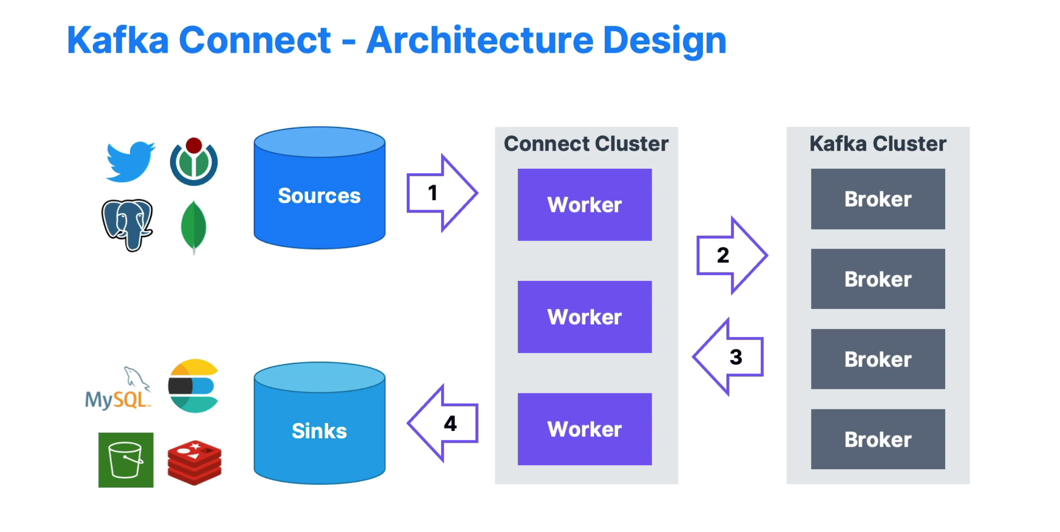 Kafka Connect - Architecture Design
Sources
1
Connect Cluster
Worker
Worker
Worker
2
3
Kafka Cluster
Broker
Broker
Broker
Broker
MySQL
Sinks
4